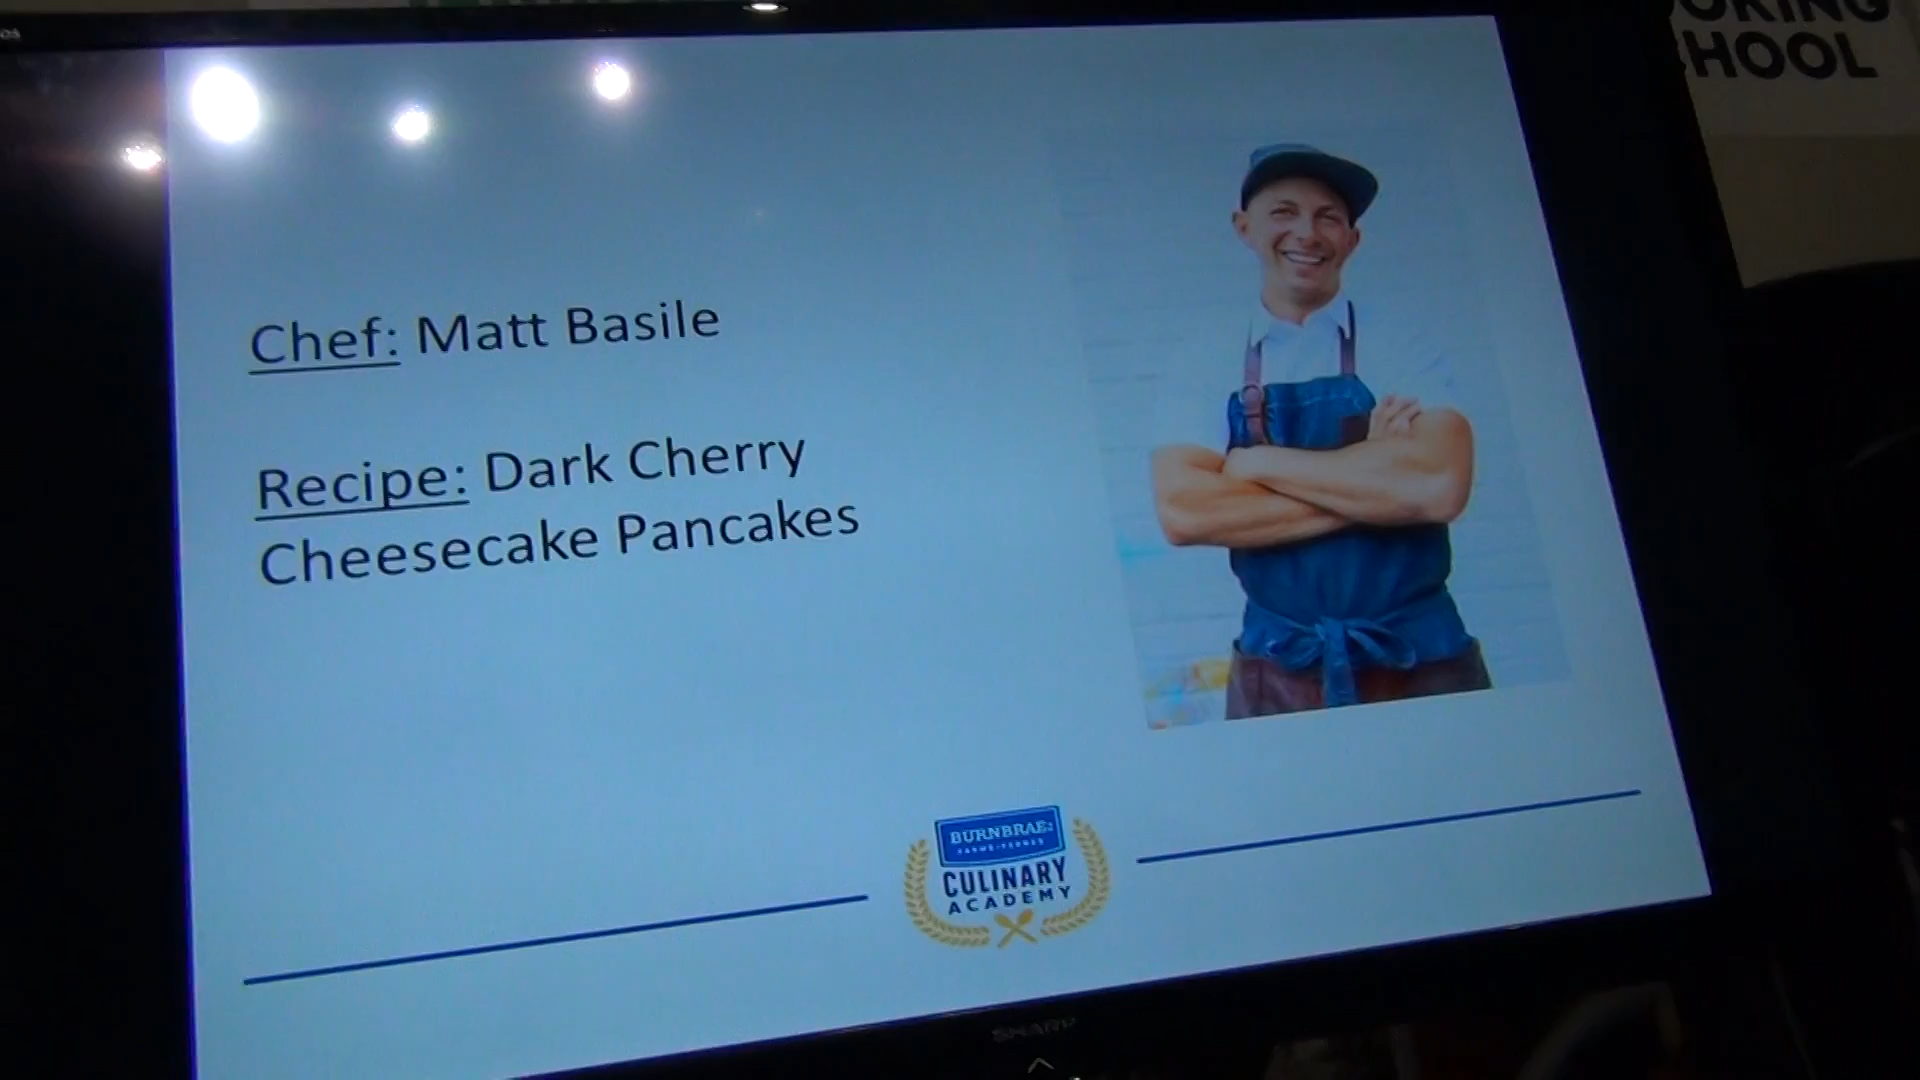 HOOL
Chef: Matt Basile
Recipe: Dark Cherry
Cheesecake Pancakes
BURNBRAE
CULINARY
ACADEMY
SHARP